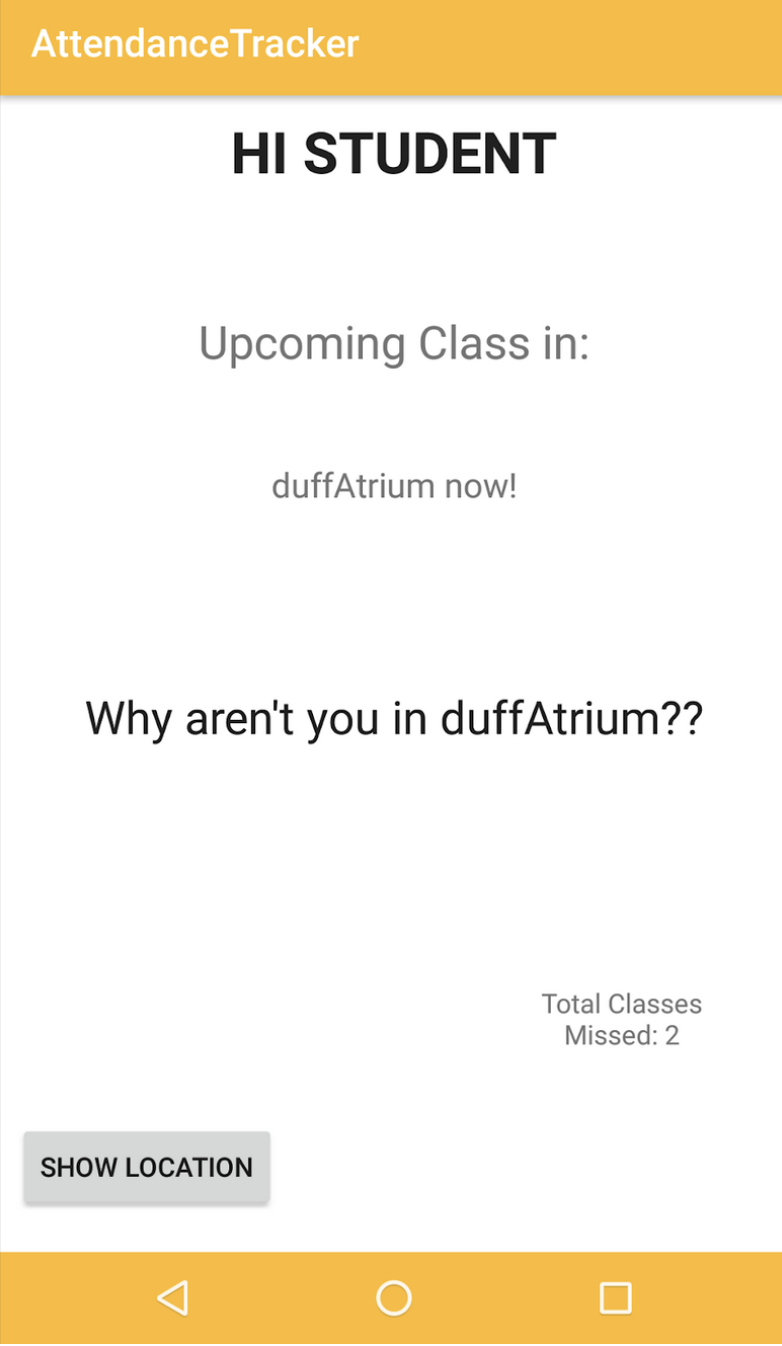 AttendanceTracker
HI STUDENT
Upcoming Class in:
duffAtrium now!
Why aren't you in duffAtrium??
Total Classes
Missed: 2
SHOW LOCATION